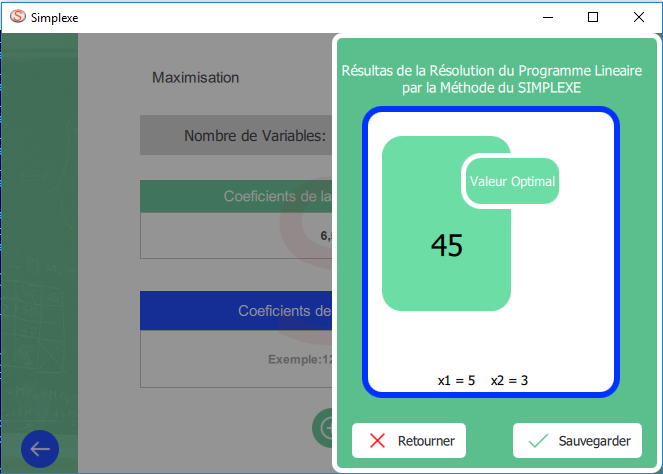 Simplexe
Maximisation
Nombre de Variables:
Coeficients de la
6,
Coeficients de
Exemple:12
Résultas de la Résolution du Programme Lineaire
par la Méthode du SIMPLEXE
Valeur Optimal
45
x1 = 5 x2 = 3
Retourner
Sauvegarder